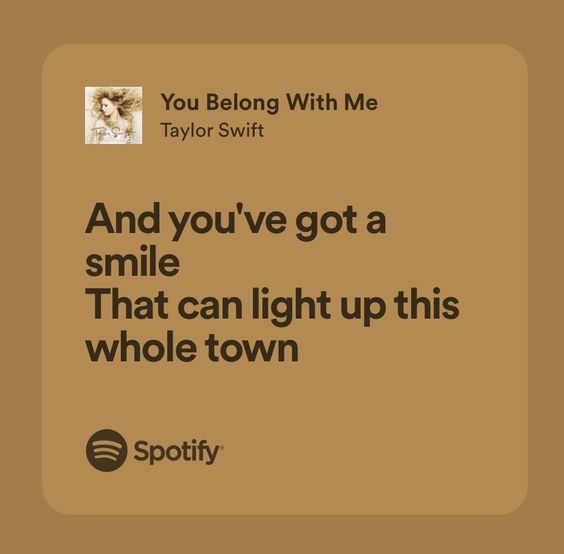 You Belong With Me
Taylor Swift
And you've got a
smile
That can light up this
whole town
Spotify